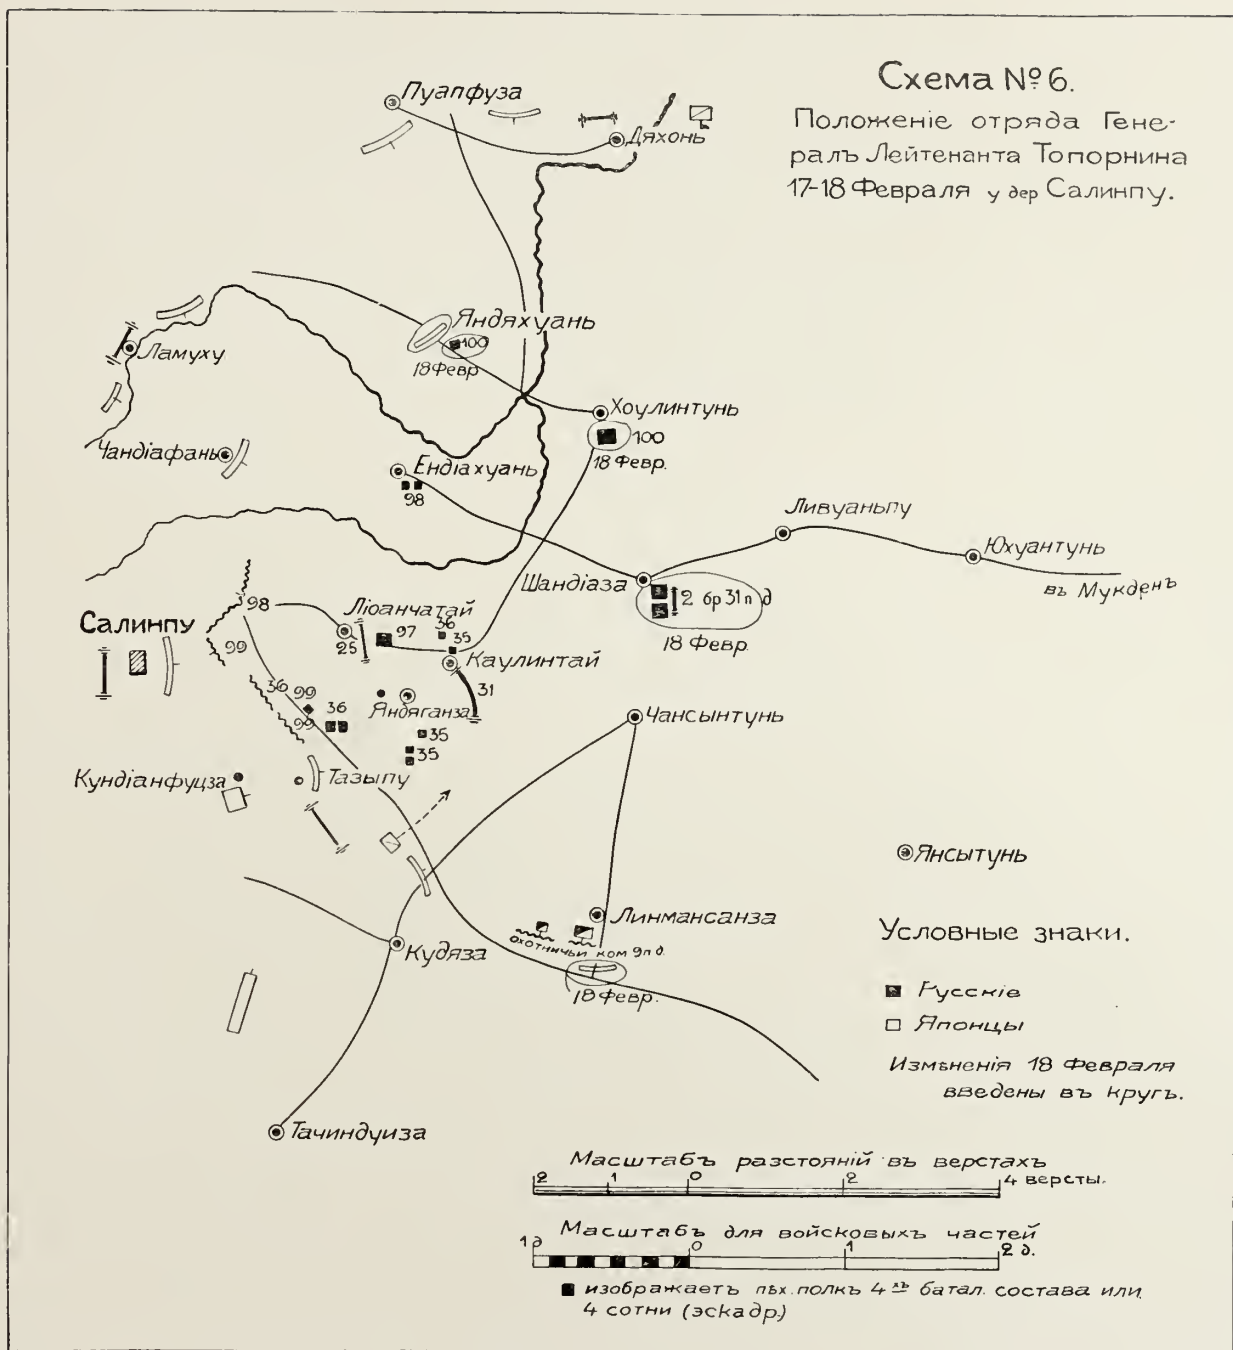 Схема № 6.
Положеніе отряда Гене-
ралъ Лейтенанта Топорнина
17-18 Февраля у дер Салинпу.
Пуапфуза
Дяхонь
Яндяхуань
100
18 Февр
Ламуху
Хоулинтунь
100
18 Февр.
Чандіафань
Ендіахуань
98
Ливуаньпу
Юхуантунь
въ Мукденъ
Шандіаза
2 бр 31 п д
18 Февр.
98
Ліоанчатай
Салинпу
99
25
97
36
35
Каулинтай
31
36
99
99
36
Яндяганза
35
35
Чансынтунь
Кундіанфуцза
Тазыпу
Янсытунь
Линмансанза
охотничьи ком 9 п д.
18 Февр.
Кудяза
Условные знаки.
Русскіе
Японцы
Измѣненія 18 Февраля
введены въ кругъ.
Тачиндуиза
Масштабъ разстояній въ верстахъ
2 1 0 2 4 версты.
Масштабъ для войсковыхъ частей
1 д 0 1 2 д.
изображаетъ пѣх. полкъ 4хъ батал. состава или
4 сотни (эскадр.)